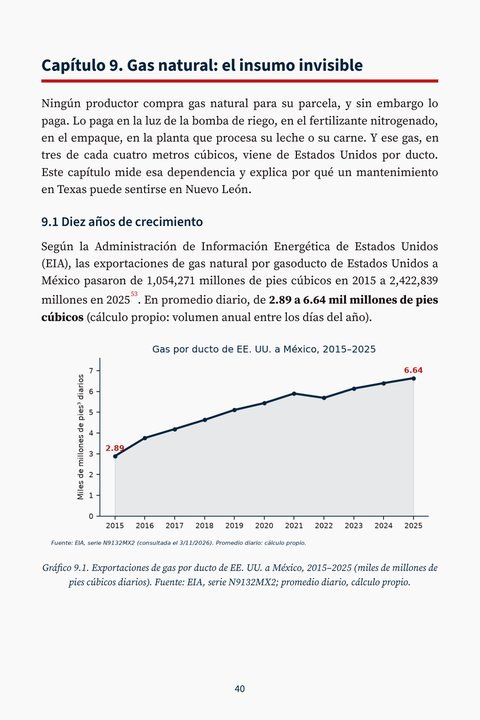 Capítulo 9. Gas natural: el insumo invisible
Ningún productor compra gas natural para su parcela, y sin embargo lo
paga. Lo paga en la luz de la bomba de riego, en el fertilizante nitrogenado,
en el empaque, en la planta que procesa su leche o su carne. Y ese gas, en
tres de cada cuatro metros cúbicos, viene de Estados Unidos por ducto.
Este capítulo mide esa dependencia y explica por qué un mantenimiento
en Texas puede sentirse en Nuevo León.
9.1 Diez años de crecimiento
Según la Administración de Información Energética de Estados Unidos
(EIA), las exportaciones de gas natural por gasoducto de Estados Unidos a
México pasaron de 1,054,271 millones de pies cúbicos en 2015 a 2,422,839
millones en 2025⁵³. En promedio diario, de 2.89 a 6.64 mil millones de pies
cúbicos (cálculo propio: volumen anual entre los días del año).
Gas por ducto de EE. UU. a México, 2015–2025
Miles de millones de pies³ diarios
7
6
5
4
3
2
1
0
2.89
6.64
2015 2016 2017 2018 2019 2020 2021 2022 2023 2024 2025
Fuente: EIA, serie N9132MX2 (consultada el 3/11/2026). Promedio diario: cálculo propio.
Gráfico 9.1. Exportaciones de gas por ducto de EE. UU. a México, 2015–2025 (miles de millones de
pies cúbicos diarios). Fuente: EIA, serie N9132MX2; promedio diario, cálculo propio.
40